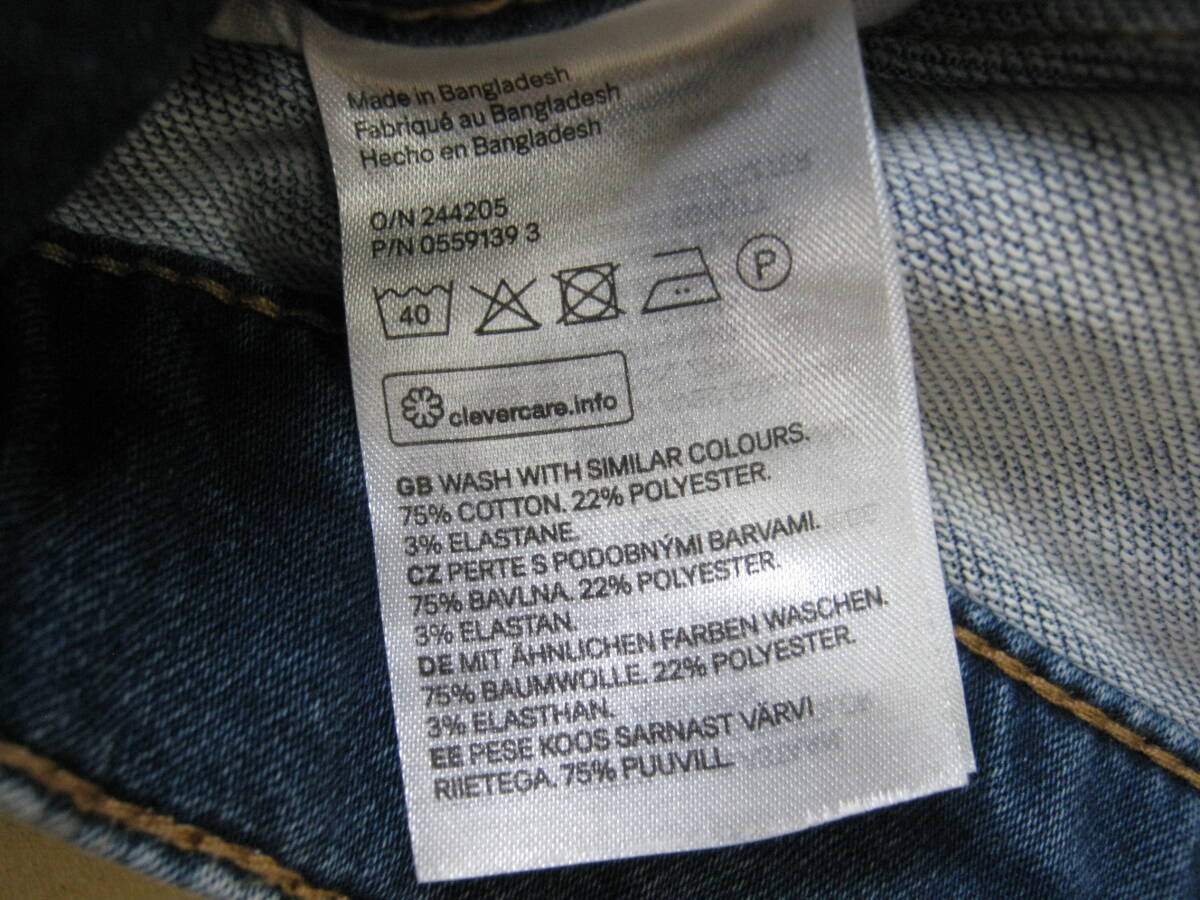 Made in Bangladesh
Fabriqué au Bangladesh
Hecho en Bangladesh
O/N 244205
P/N 0559139 3
40
P
clevercare.info
GB WASH WITH SIMILAR COLOURS.
75% COTTON. 22% POLYESTER.
3% ELASTANE.
CZ PERTE S PODOBNÝMI BARVAMI.
75% BAVLNA. 22% POLYESTER.
3% ELASTAN.
DE MIT ÄHNLICHEN FARBEN WASCHEN.
75% BAUMWOLLE. 22% POLYESTER.
3% ELASTHAN.
EE PESE KOOS SARNAST VÄRVI
RIIETEGA. 75% PUUVILL.